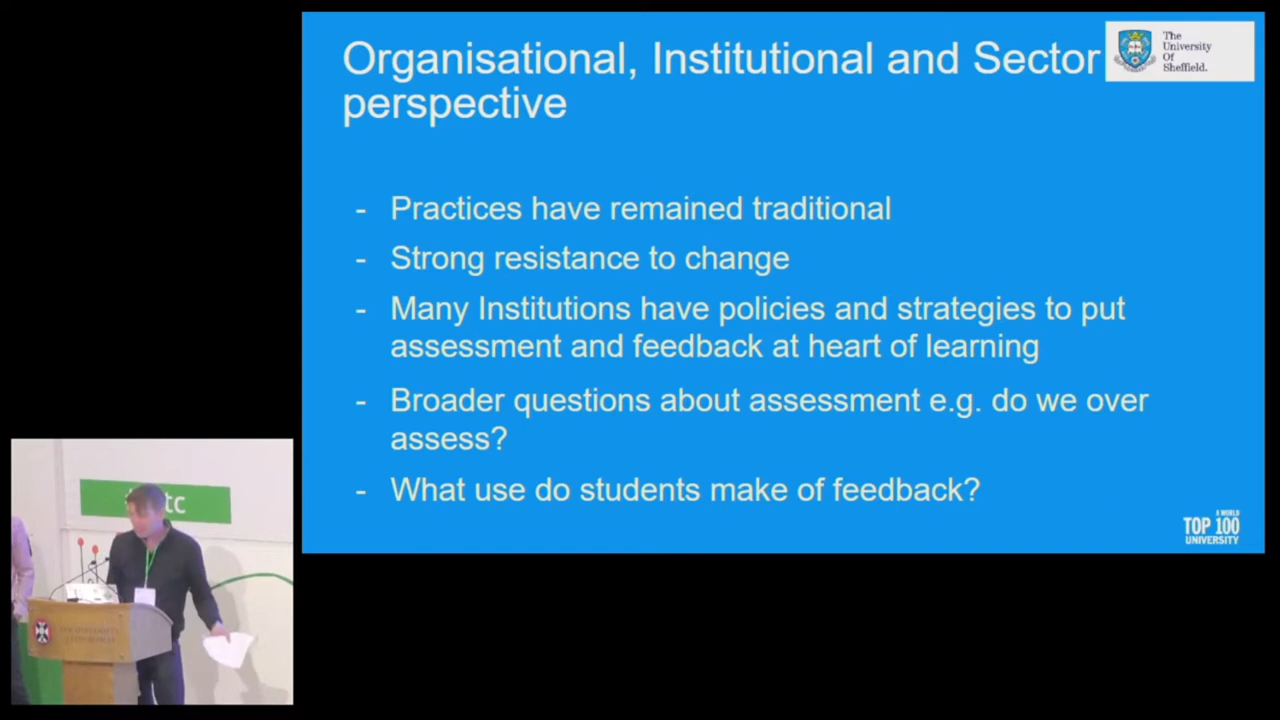 Organisational, Institutional and Sector
perspective
The
University
Of
Sheffield.
- Practices have remained traditional
- Strong resistance to change
- Many Institutions have policies and strategies to put
assessment and feedback at heart of learning
- Broader questions about assessment e.g. do we over
assess?
- What use do students make of feedback?
A WORLD
TOP 100
UNIVERSITY
tc